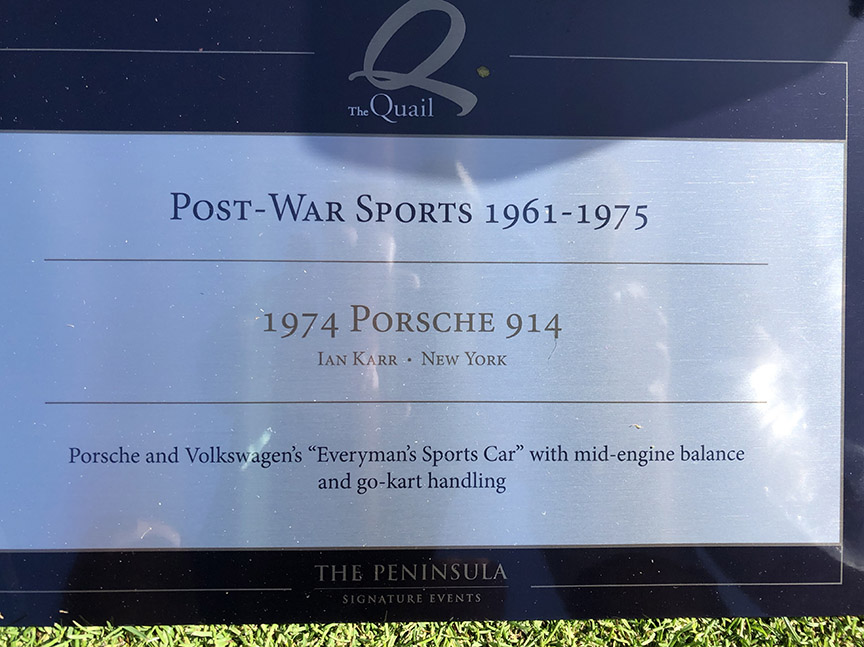 Q
The Quail
Post-War Sports 1961-1975
1974 Porsche 914
Ian Karr • New York
Porsche and Volkswagen's “Everyman's Sports Car” with mid-engine balance
and go-kart handling
THE PENINSULA
SIGNATURE EVENTS